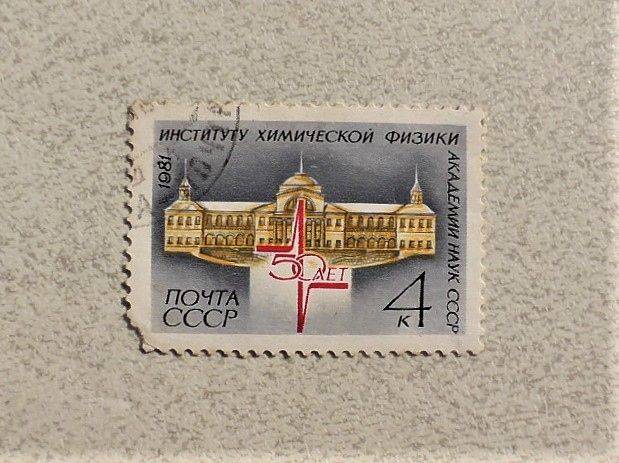 ИНСТИТУТУ ХИМИЧЕСКОЙ ФИЗИКИ
АКАДЕМИИ НАУК СССР
1981
50 ЛЕТ
ПОЧТА
СССР
4
к